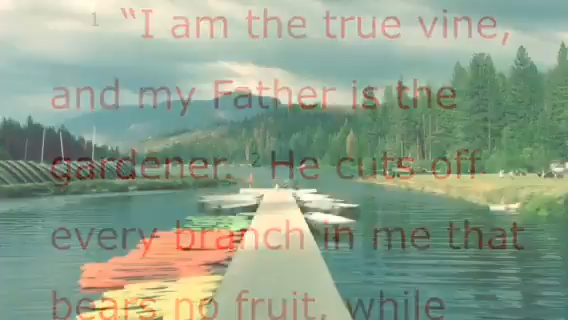 1 “I am the true vine,
and my Father is the
gardener. 2 He cuts off
every branch in me that
bears no fruit, while